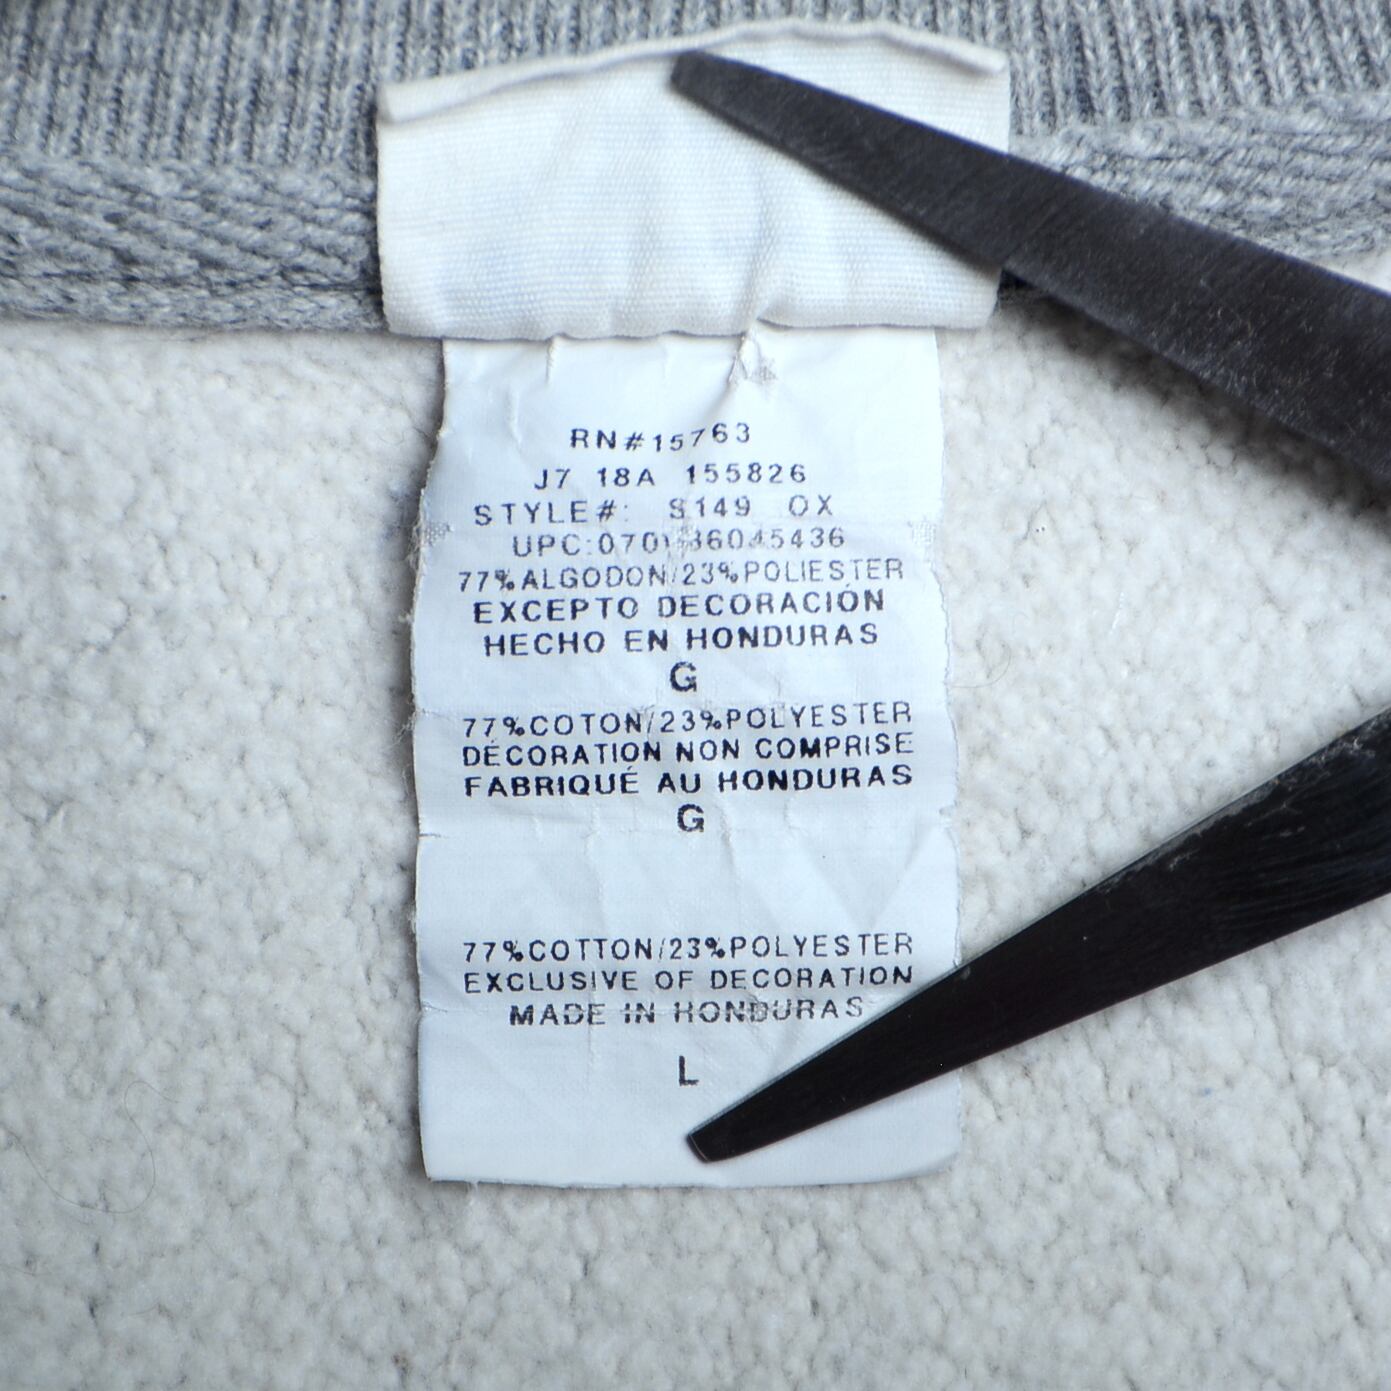 RN#15763
J7 18A 155826
STYLE#: S149 OX
77%ALGODON/23%POLIESTER
EXCEPTO DECORACIÓN
HECHO EN HONDURAS
G
77%COTON/23%POLYESTER
DÉCORATION NON COMPRISE
FABRIQUÉ AU HONDURAS
G
77%COTTON/23%POLYESTER
EXCLUSIVE OF DECORATION
MADE IN HONDURAS
L